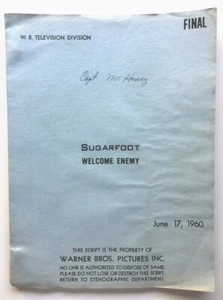 FINAL
W. B. TELEVISION DIVISION
Capt McHenry
SUGARFOOT
WELCOME ENEMY
June 17, 1960
THIS SCRIPT IS THE PROPERTY OF
WARNER BROS. PICTURES INC.
NO ONE IS AUTHORIZED TO DISPOSE OF SAME.
PLEASE DO NOT LOSE OR DESTROY THIS SCRIPT.
RETURN TO STENOGRAPHIC DEPARTMENT.